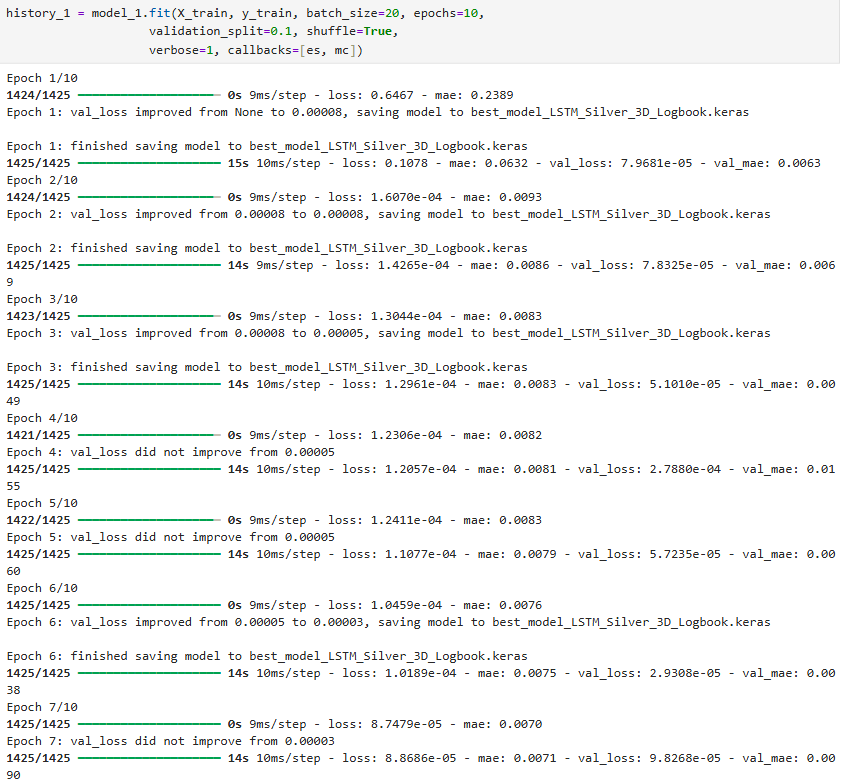 history_1 = model_1.fit(X_train, y_train, batch_size=20, epochs=10,
validation_split=0.1, shuffle=True,
verbose=1, callbacks=[es, mc])
Epoch 1/10
1424/1425 0s 9ms/step - loss: 0.6467 - mae: 0.2389
Epoch 1: val_loss improved from None to 0.00008, saving model to best_model_LSTM_Silver_3D_Logbook.keras
Epoch 1: finished saving model to best_model_LSTM_Silver_3D_Logbook.keras
1425/1425 15s 10ms/step - loss: 0.1078 - mae: 0.0632 - val_loss: 7.9681e-05 - val_mae: 0.0063
Epoch 2/10
1424/1425 0s 9ms/step - loss: 1.6070e-04 - mae: 0.0093
Epoch 2: val_loss improved from 0.00008 to 0.00008, saving model to best_model_LSTM_Silver_3D_Logbook.keras
Epoch 2: finished saving model to best_model_LSTM_Silver_3D_Logbook.keras
1425/1425 14s 9ms/step - loss: 1.4265e-04 - mae: 0.0086 - val_loss: 7.8325e-05 - val_mae: 0.006
9
Epoch 3/10
1423/1425 0s 9ms/step - loss: 1.3044e-04 - mae: 0.0083
Epoch 3: val_loss improved from 0.00008 to 0.00005, saving model to best_model_LSTM_Silver_3D_Logbook.keras
Epoch 3: finished saving model to best_model_LSTM_Silver_3D_Logbook.keras
1425/1425 14s 10ms/step - loss: 1.2961e-04 - mae: 0.0083 - val_loss: 5.1010e-05 - val_mae: 0.00
49
Epoch 4/10
1421/1425 0s 9ms/step - loss: 1.2306e-04 - mae: 0.0082
Epoch 4: val_loss did not improve from 0.00005
1425/1425 14s 10ms/step - loss: 1.2057e-04 - mae: 0.0081 - val_loss: 2.7880e-04 - val_mae: 0.01
55
Epoch 5/10
1422/1425 0s 9ms/step - loss: 1.2411e-04 - mae: 0.0083
Epoch 5: val_loss did not improve from 0.00005
1425/1425 14s 10ms/step - loss: 1.1077e-04 - mae: 0.0079 - val_loss: 5.7235e-05 - val_mae: 0.00
60
Epoch 6/10
1425/1425 0s 9ms/step - loss: 1.0459e-04 - mae: 0.0076
Epoch 6: val_loss improved from 0.00005 to 0.00003, saving model to best_model_LSTM_Silver_3D_Logbook.keras
Epoch 6: finished saving model to best_model_LSTM_Silver_3D_Logbook.keras
1425/1425 14s 10ms/step - loss: 1.0189e-04 - mae: 0.0075 - val_loss: 2.9308e-05 - val_mae: 0.00
38
Epoch 7/10
1425/1425 0s 9ms/step - loss: 8.7479e-05 - mae: 0.0070
Epoch 7: val_loss did not improve from 0.00003
1425/1425 14s 10ms/step - loss: 8.8686e-05 - mae: 0.0071 - val_loss: 9.8268e-05 - val_mae: 0.00
90